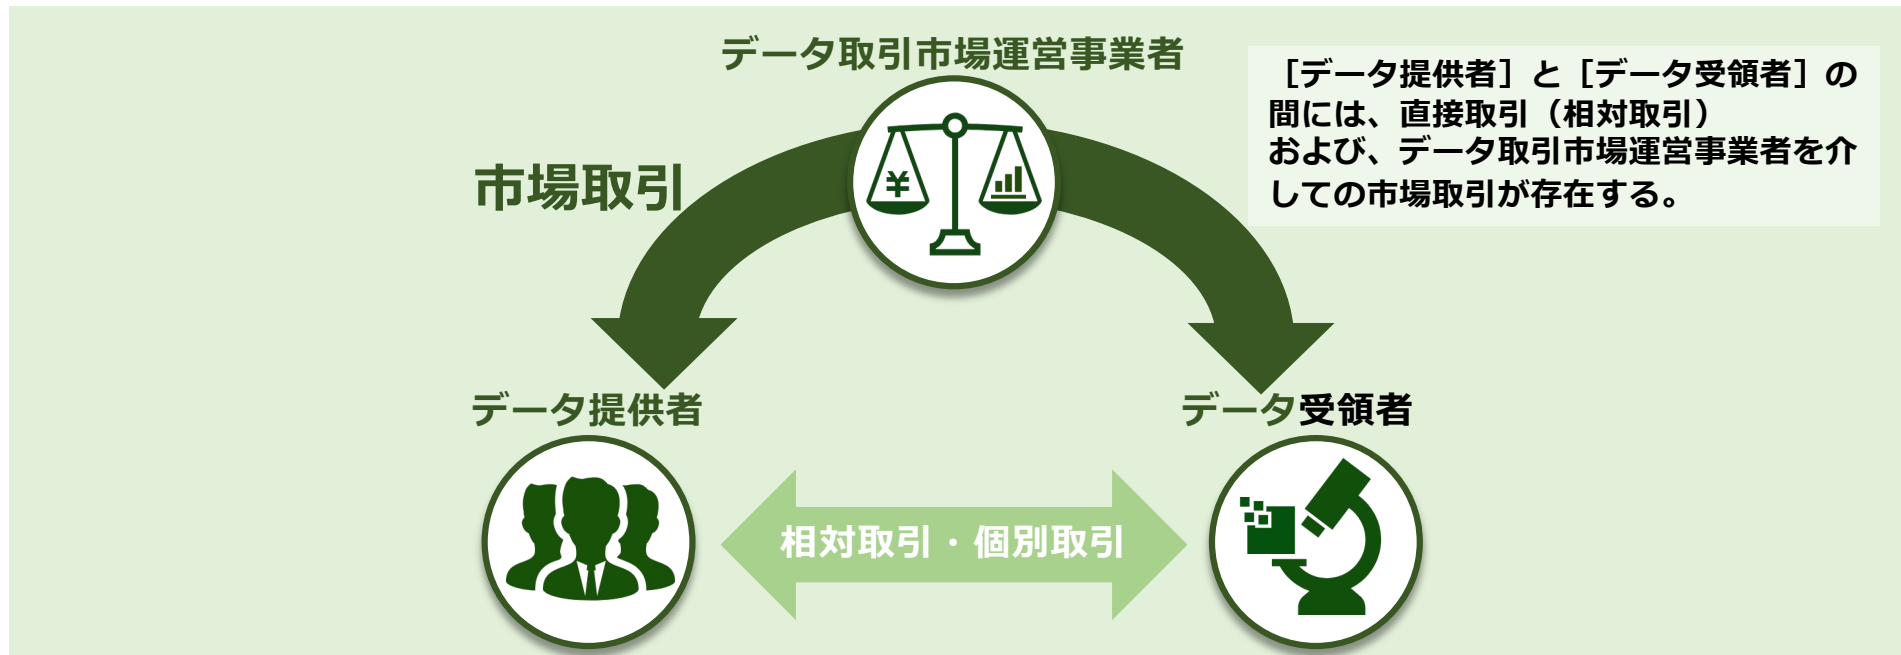 データ取引市場運営事業者
［データ提供者］と［データ受領者］の
間には、直接取引（相対取引）
および、データ取引市場運営事業者を介
しての市場取引が存在する。
市場取引
¥
データ提供者
データ受領者
相対取引・個別取引